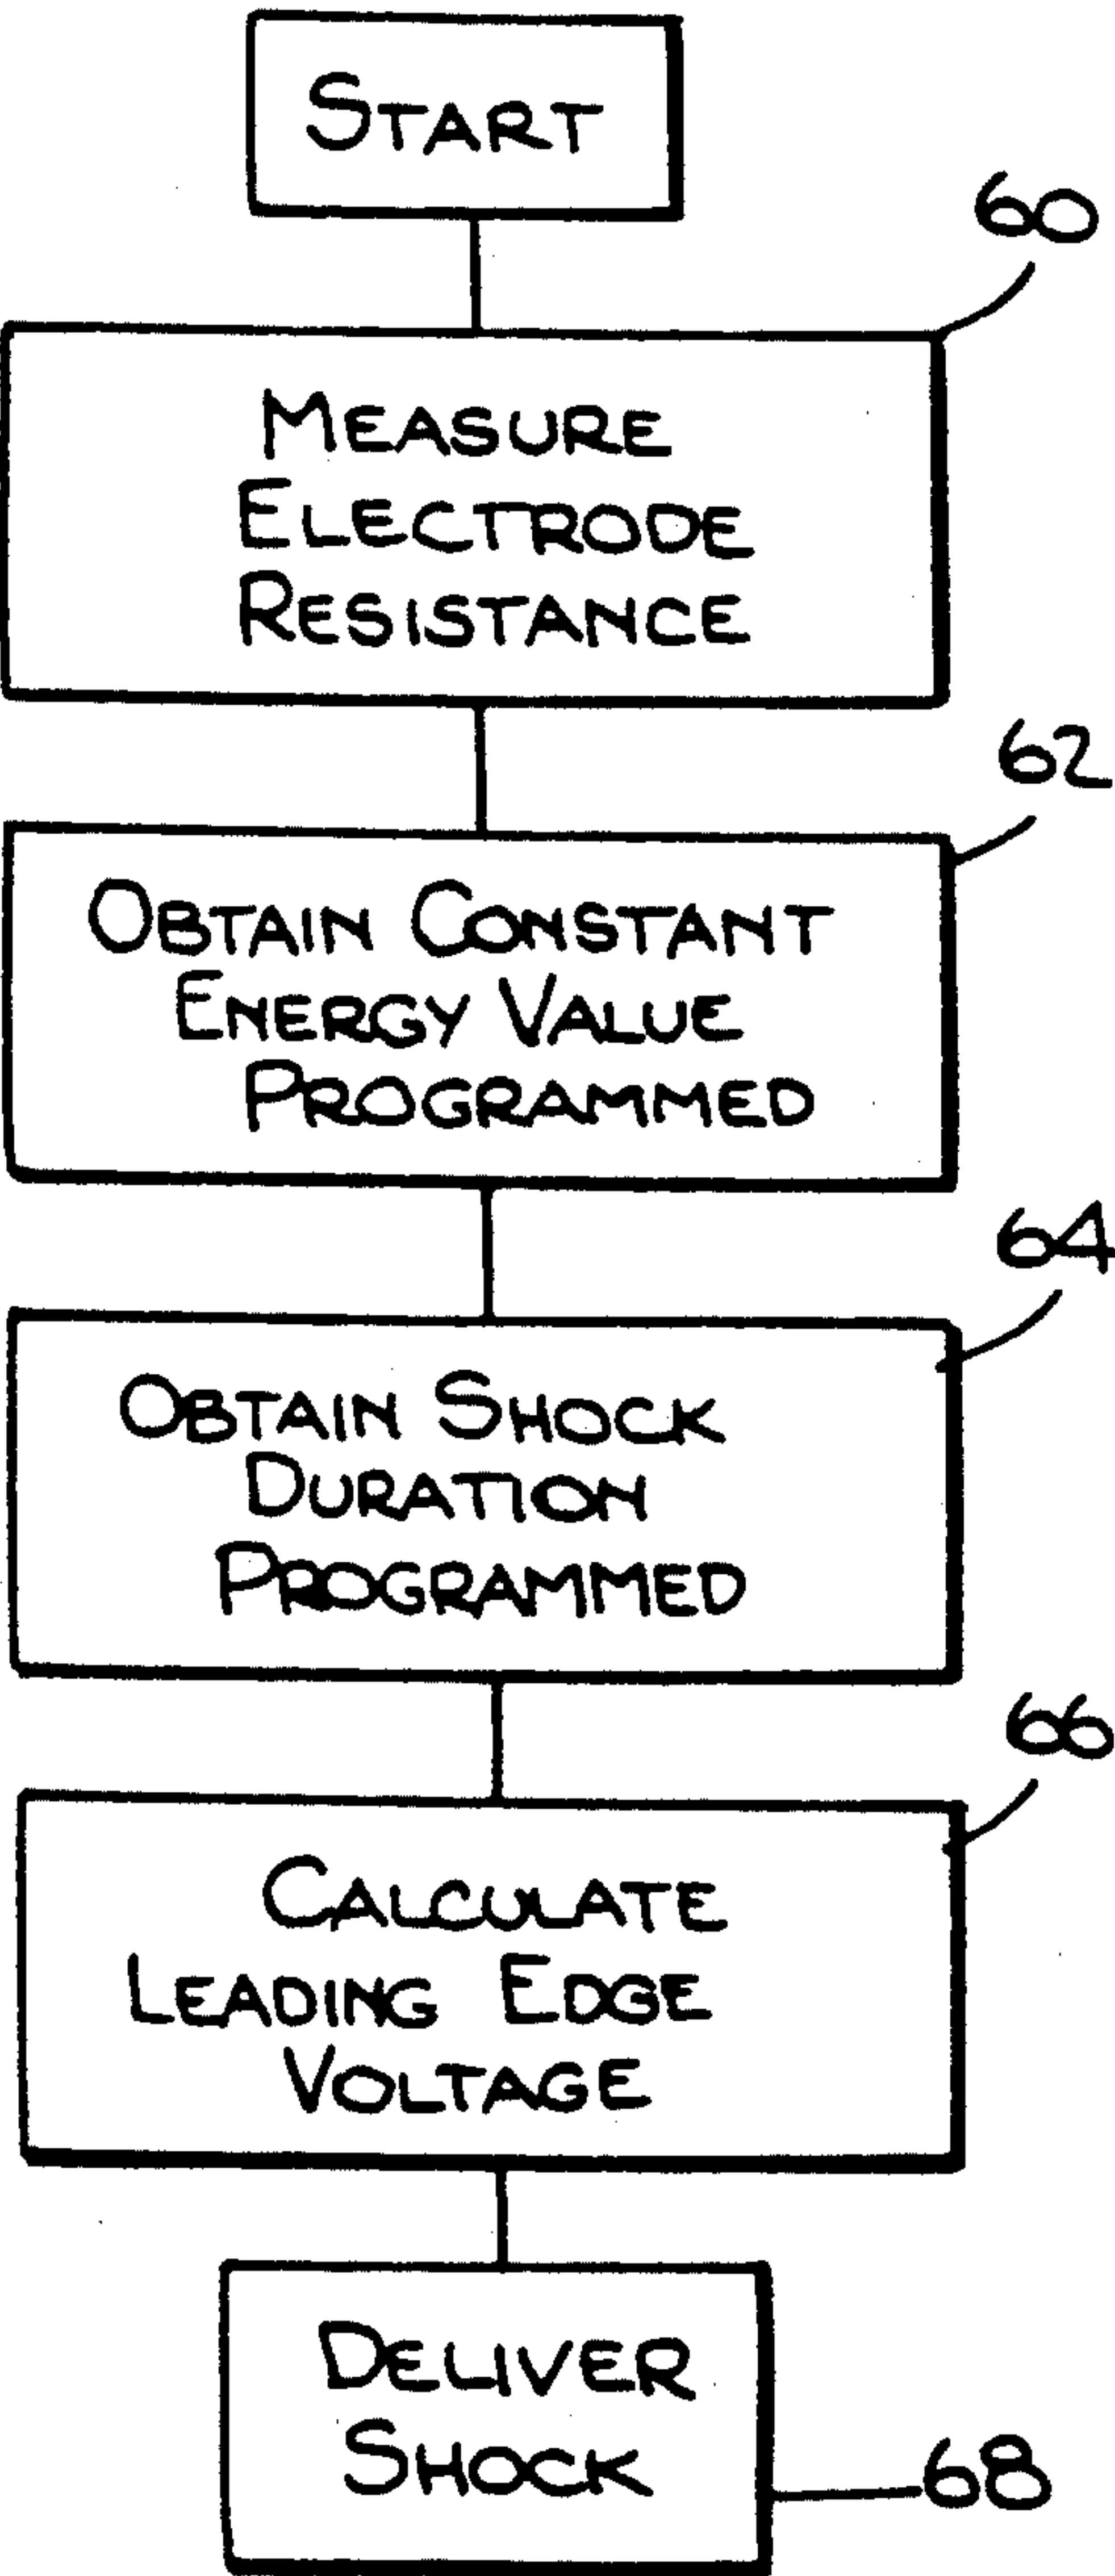 START
60
MEASURE
ELECTRODE
RESISTANCE
62
OBTAIN CONSTANT
ENERGY VALUE
PROGRAMMED
64
OBTAIN SHOCK
DURATION
PROGRAMMED
66
CALCULATE
LEADING EDGE
VOLTAGE
DELIVER
SHOCK
68